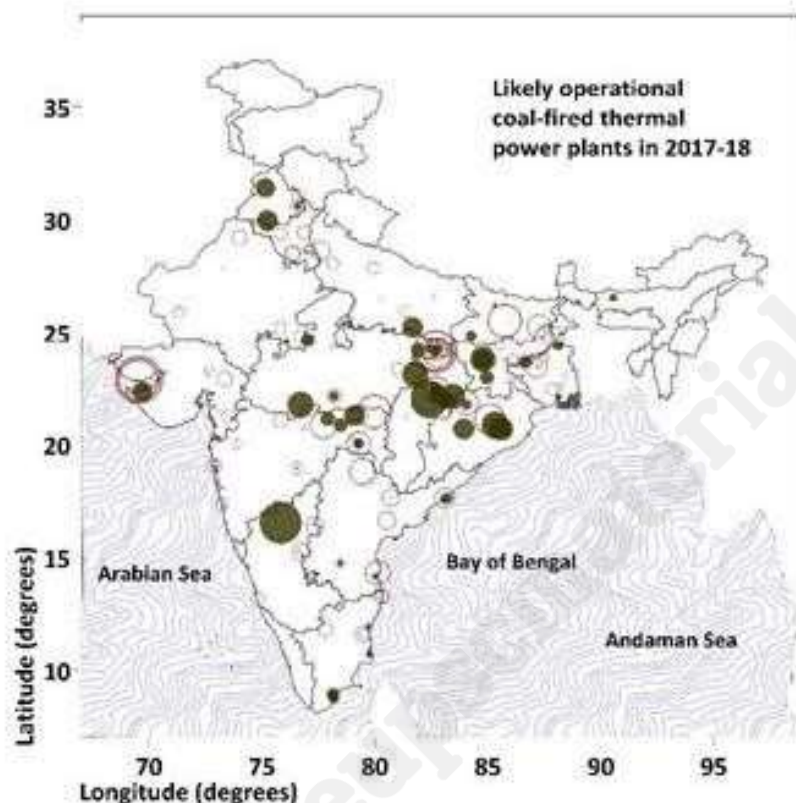 Likely operational
coal-fired thermal
power plants in 2017-18
35
30
25
20
15
10
Latitude (degrees)
Arabian Sea
Bay of Bengal
Andaman Sea
70 75 80 85 90 95
Longitude (degrees)